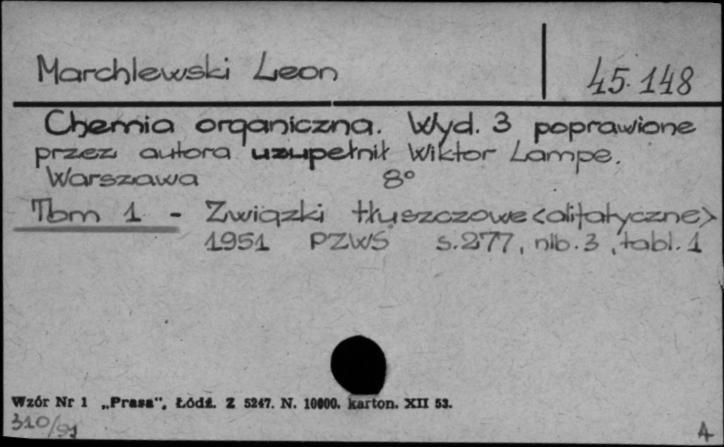 Marchlewski Leon
45.148
Chemia organiczna. Wyd. 3 poprawione
przez autora uzupełnił Wiktor Lampe.
Warszawa 8°
Tom 1 - Związki tłuszczowe <alifatyczne>
1951 PZWS s.277, nlb.3, tabl.1
Wzór Nr 1 „Prasa", Łódź. Z 5247. N. 10000. karton. XII 53.
310/91
A